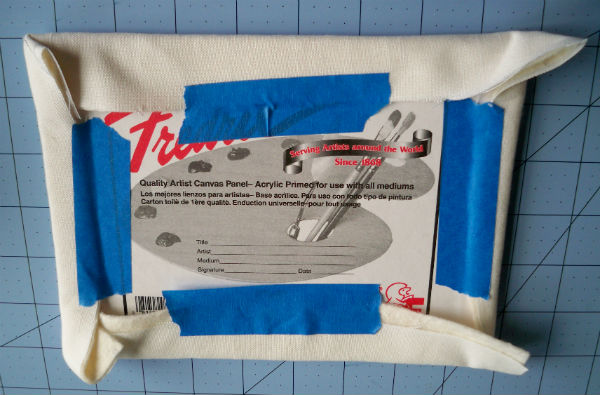 Fredrix
Serving Artists around the World
Since 1868
Quality Artist Canvas Panel– Acrylic Primed for use with all mediums
Los mejores lienzos para artistas– Base acrílica. Para uso con todo tipo de pintura
Carton toilé de 1ère qualité. Enduction universelle pour tout usage
Title
Artist
Medium
Signature Date